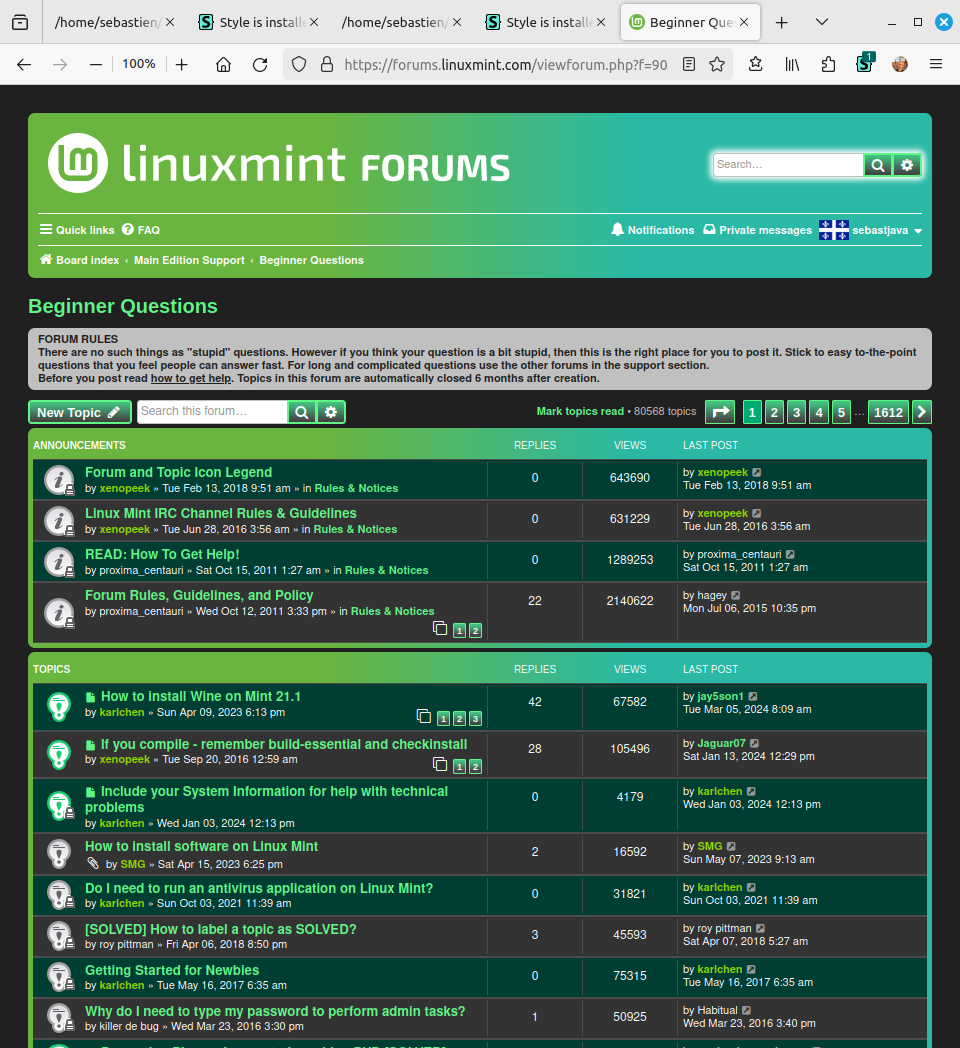 /home/sebastien/
Style is installe
/home/sebastien/
Style is installe
Beginner Ques
100%
https://forums.linuxmint.com/viewforum.php?f=90
1
linuxmint FORUMS
Search…
Quick links
FAQ
Notifications
Private messages
sebastjava
Board index ‹ Main Edition Support ‹ Beginner Questions
Beginner Questions
FORUM RULES
There are no such things as "stupid" questions. However if you think your question is a bit stupid, then this is the right place for you to post it. Stick to easy to-the-point
questions that you feel people can answer fast. For long and complicated questions use the other forums in the support section.
Before you post read how to get help. Topics in this forum are automatically closed 6 months after creation.
New Topic
Search this forum…
Mark topics read • 80568 topics
1 2 3 4 5 … 1612
ANNOUNCEMENTS REPLIES VIEWS LAST POST
Forum and Topic Icon Legend
by xenopeek » Tue Feb 13, 2018 9:51 am » in Rules & Notices
0
643690
by xenopeek
Tue Feb 13, 2018 9:51 am
Linux Mint IRC Channel Rules & Guidelines
by xenopeek » Tue Jun 28, 2016 3:56 am » in Rules & Notices
0
631229
by xenopeek
Tue Jun 28, 2016 3:56 am
READ: How To Get Help!
by proxima_centauri » Sat Oct 15, 2011 1:27 am » in Rules & Notices
0
1289253
by proxima_centauri
Sat Oct 15, 2011 1:27 am
Forum Rules, Guidelines, and Policy
by proxima_centauri » Wed Oct 12, 2011 3:33 pm » in Rules & Notices
1 2
22
2140622
by hagey
Mon Jul 06, 2015 10:35 pm
TOPICS REPLIES VIEWS LAST POST
How to install Wine on Mint 21.1
by karlchen » Sun Apr 09, 2023 6:13 pm
1 2 3
42
67582
by jay5son1
Tue Mar 05, 2024 8:09 am
If you compile - remember build-essential and checkinstall
by xenopeek » Tue Sep 20, 2016 12:59 am
1 2
28
105496
by Jaguar07
Sat Jan 13, 2024 12:29 pm
Include your System Information for help with technical
problems
by karlchen » Wed Jan 03, 2024 12:13 pm
0
4179
by karlchen
Wed Jan 03, 2024 12:13 pm
How to install software on Linux Mint
by SMG » Sat Apr 15, 2023 6:25 pm
2
16592
by SMG
Sun May 07, 2023 9:13 am
Do I need to run an antivirus application on Linux Mint?
by karlchen » Sun Oct 03, 2021 11:39 am
0
31821
by karlchen
Sun Oct 03, 2021 11:39 am
[SOLVED] How to label a topic as SOLVED?
by roy pittman » Fri Apr 06, 2018 8:50 pm
3
45593
by roy pittman
Sat Apr 07, 2018 5:27 am
Getting Started for Newbies
by karlchen » Tue May 16, 2017 6:35 am
0
75315
by karlchen
Tue May 16, 2017 6:35 am
Why do I need to type my password to perform admin tasks?
by killer de bug » Wed Mar 23, 2016 3:30 pm
1
50925
by Habitual
Wed Mar 23, 2016 3:40 pm